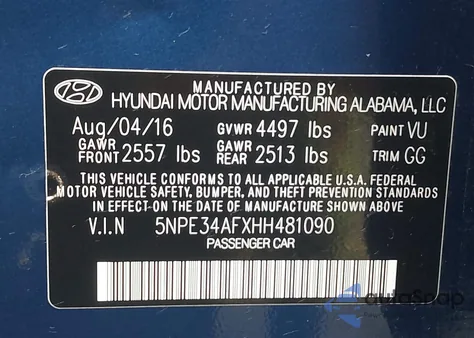 MANUFACTURED BY
HYUNDAI MOTOR MANUFACTURING ALABAMA, LLC
Aug/04/16 GVWR 4497 lbs PAINT VU
GAWR FRONT 2557 lbs GAWR REAR 2513 lbs TRIM GG
THIS VEHICLE CONFORMS TO ALL APPLICABLE U.S.A. FEDERAL
MOTOR VEHICLE SAFETY, BUMPER, AND THEFT PREVENTION STANDARDS
IN EFFECT ON THE DATE OF MANUFACTURE SHOWN ABOVE.
V.I.N 5NPE34AFXHH481090
PASSENGER CAR
autoSnap